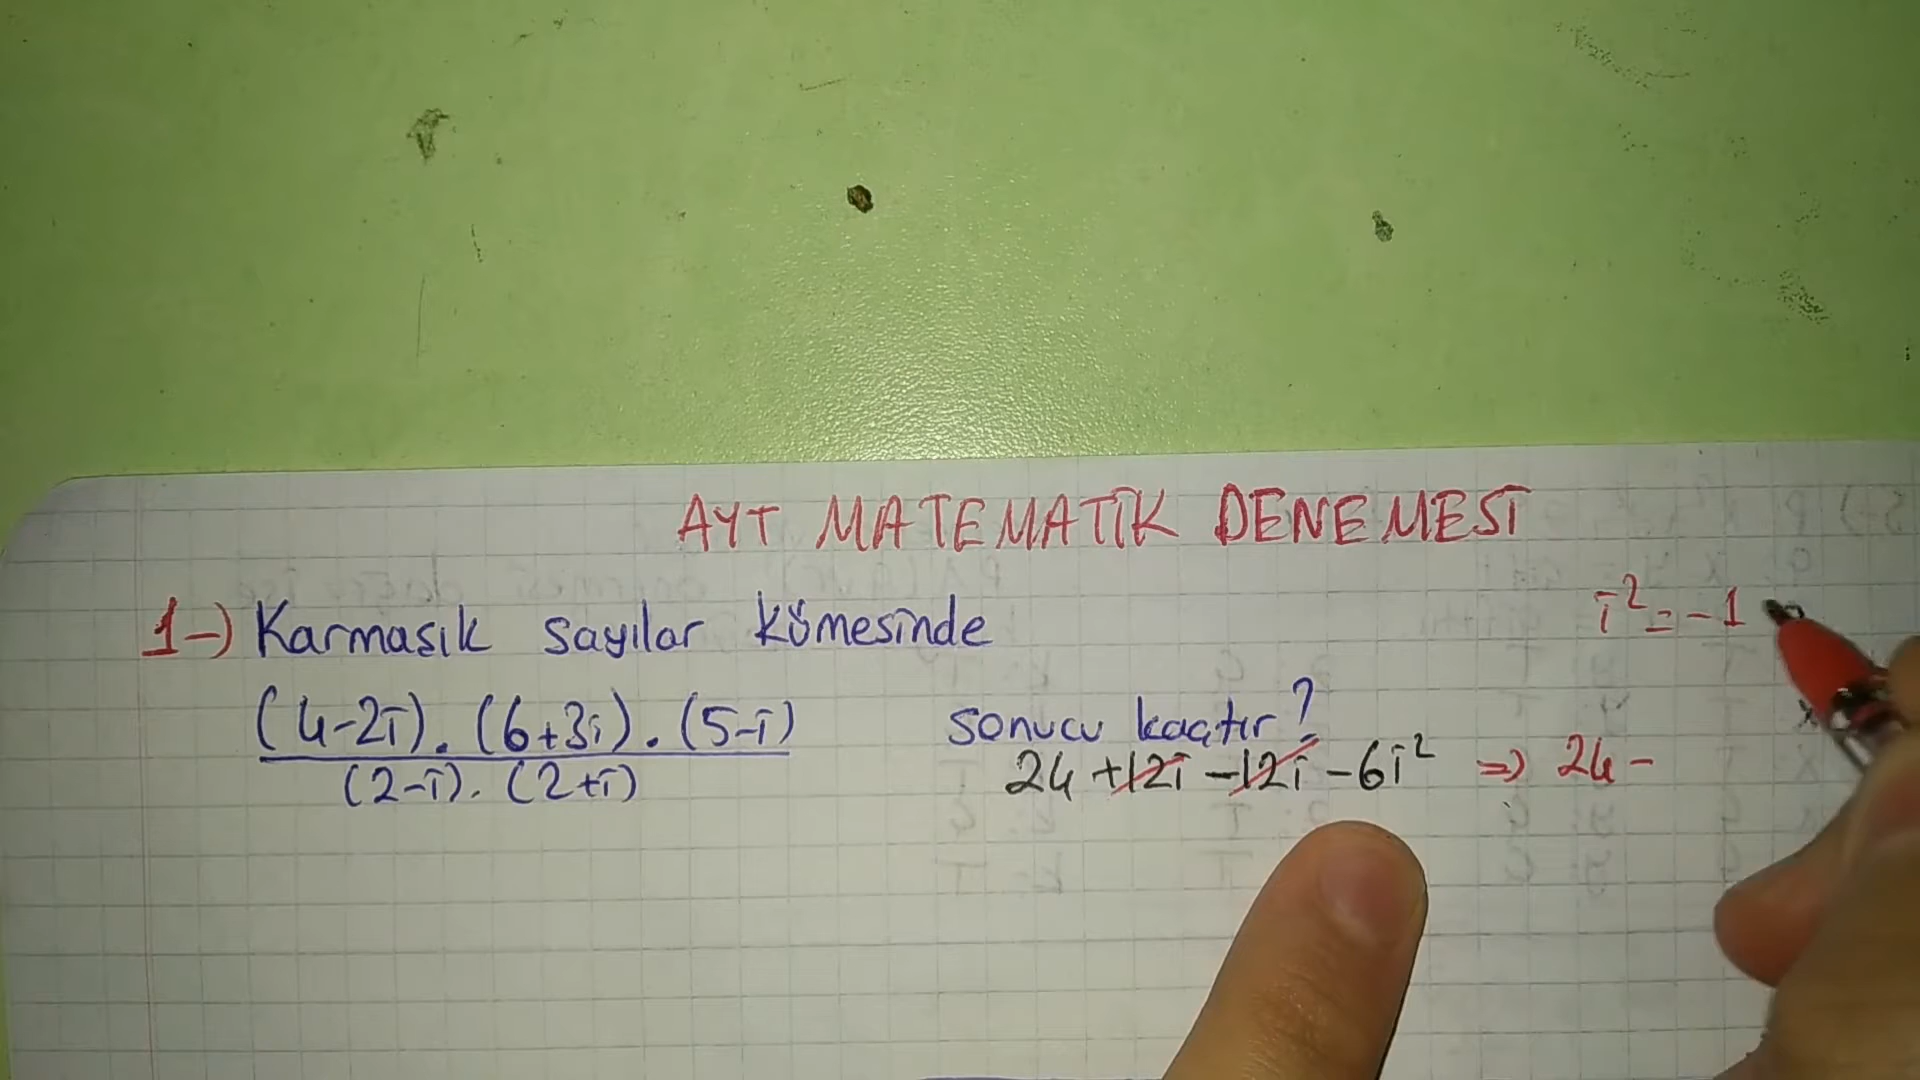 AYT MATEMATİK DENEMESİ
1-) Karmaşık sayılar kümesinde
i² = -1
(4-2i). (6+3i). (5-i)
(2-i). (2+i)
sonucu kaçtır?
24 +12i -12i -6i² => 24 -